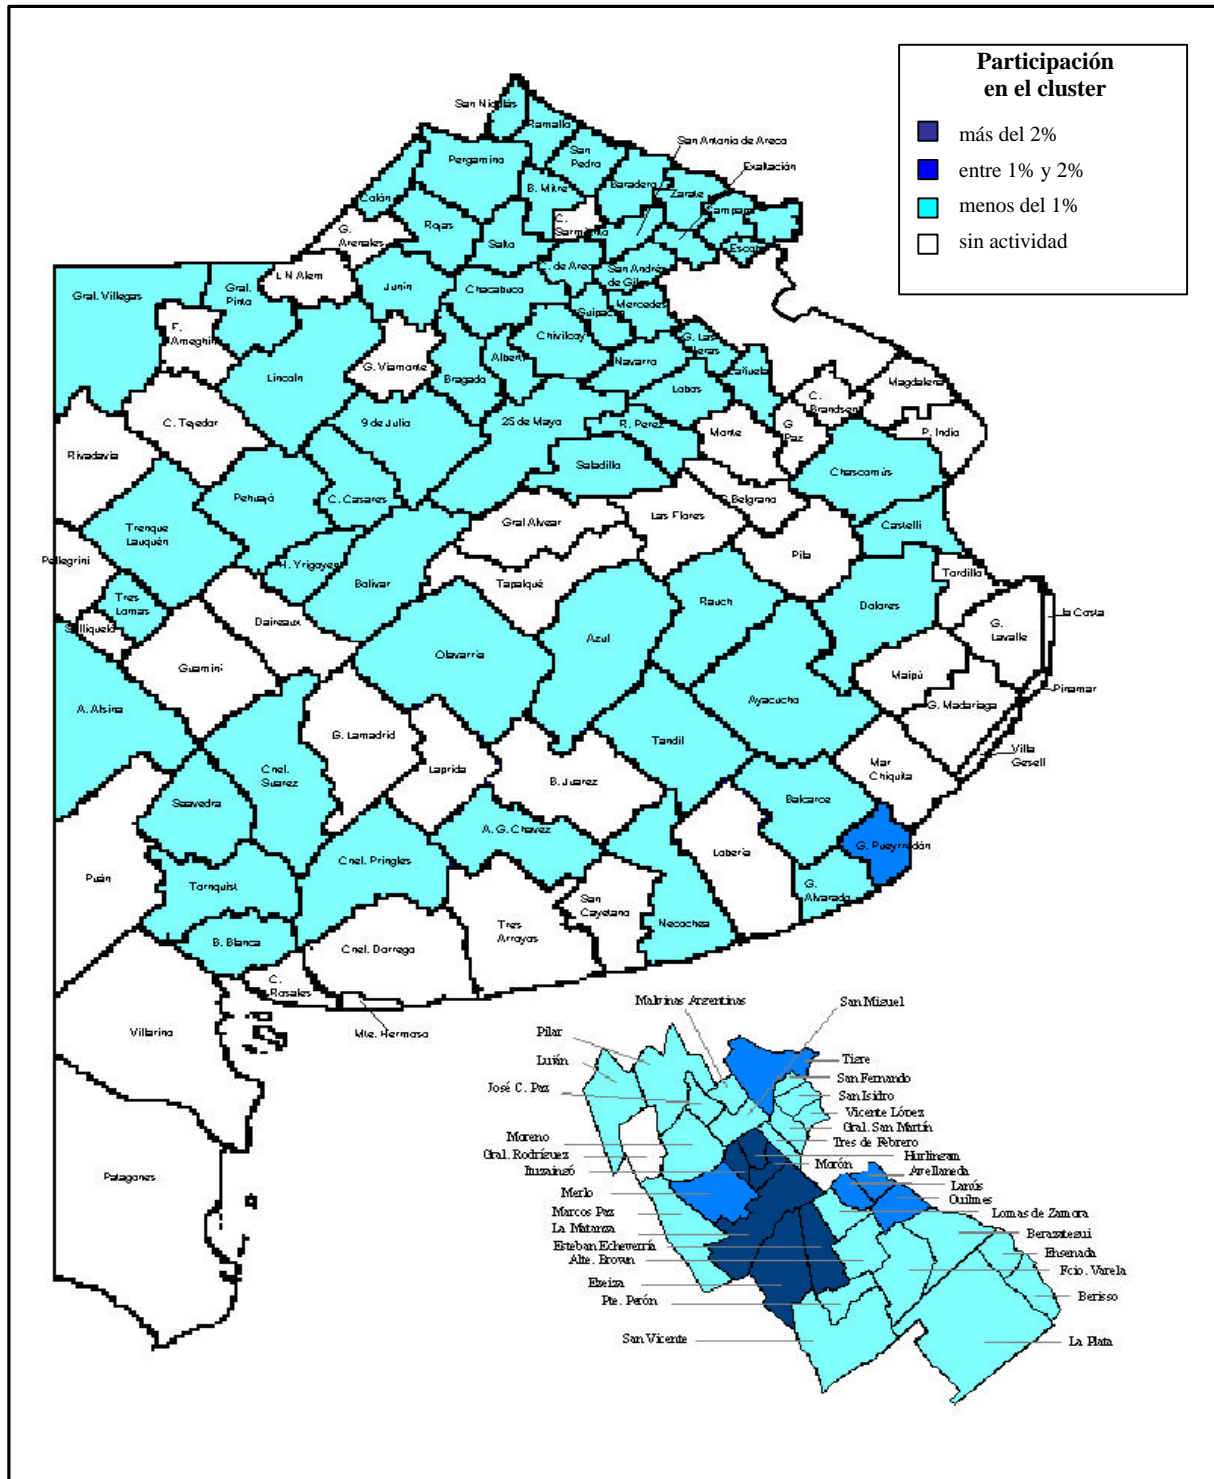 Participación
en el cluster
más del 2%
entre 1% y 2%
menos del 1%
sin actividad
San Nicolás
Ramallo
San Antonio de Areco
San
Pedro
Exaltación
Pergamino
B. Mitre
Baradero
Zarate
Colón
Campana
C.
Sarmiento
Rojas
Salto
G.
Arenales
Escobar
L N Alem
C. de Areco
San Andrés
de Giles
Gral. Villegas
Gral.
Pinto
Junín
Chacabuco
Mercedes
Suipacha
F.
Ameghino
Chivilcoy
G. Las
Heras
Alberti
Navarro
G. Viamonte
Lincoln
Bragado
Cañuelas
Lobos
Magdalena
C.
Brandsen
C. Tejedor
9 de Julio
25 de Mayo
R. Perez
Monte
G.
Paz
P. Indio
Rivadavia
Saladillo
Chascomús
Pehuajó
C. Casares
G. Belgrano
Gral Alvear
Las Flores
Castelli
Trenque
Lauquén
Pila
Pellegrini
H. Yrigoyen
Bolivar
Tapalqué
Tordillo
Tres
Lomas
Rauch
Dolores
la Costa
Daireaux
G.
Lavalle
Salliqueló
Azul
Guaminí
Olavarría
Maipú
Pinamar
A. Alsina
Ayacucho
G. Madariaga
G. Lamadrid
Tandil
Villa
Gesell
Mar
Chiquita
Cnel.
Suarez
Laprida
B. Juarez
Saavedra
Balcarce
A. G. Chavez
G. Pueyrredón
Lobería
Cnel. Pringles
Puán
Tornquist
G.
Alvarado
San
Cayetano
Necochea
Tres
Arroyos
B. Blanca
Cnel. Dorrego
C.
Rosales
Villarino
Mte. Hermoso
Malvinas Argentinas
San Miguel
Pilar
Tigre
Luján
San Fernando
José C. Paz
San Isidro
Vicente López
Gral. San Martín
Moreno
Tres de Febrero
Gral. Rodríguez
Hurlingam
Morón
Ituzaingó
Avellaneda
Patagones
Lanús
Merlo
Quilmes
Marcos Paz
Lomas de Zamora
La Matanza
Berazategui
Esteban Echeverría
Ensenada
Alte. Brown
Fcio. Varela
Ezeiza
Berisso
Pte. Perón
San Vicente
La Plata